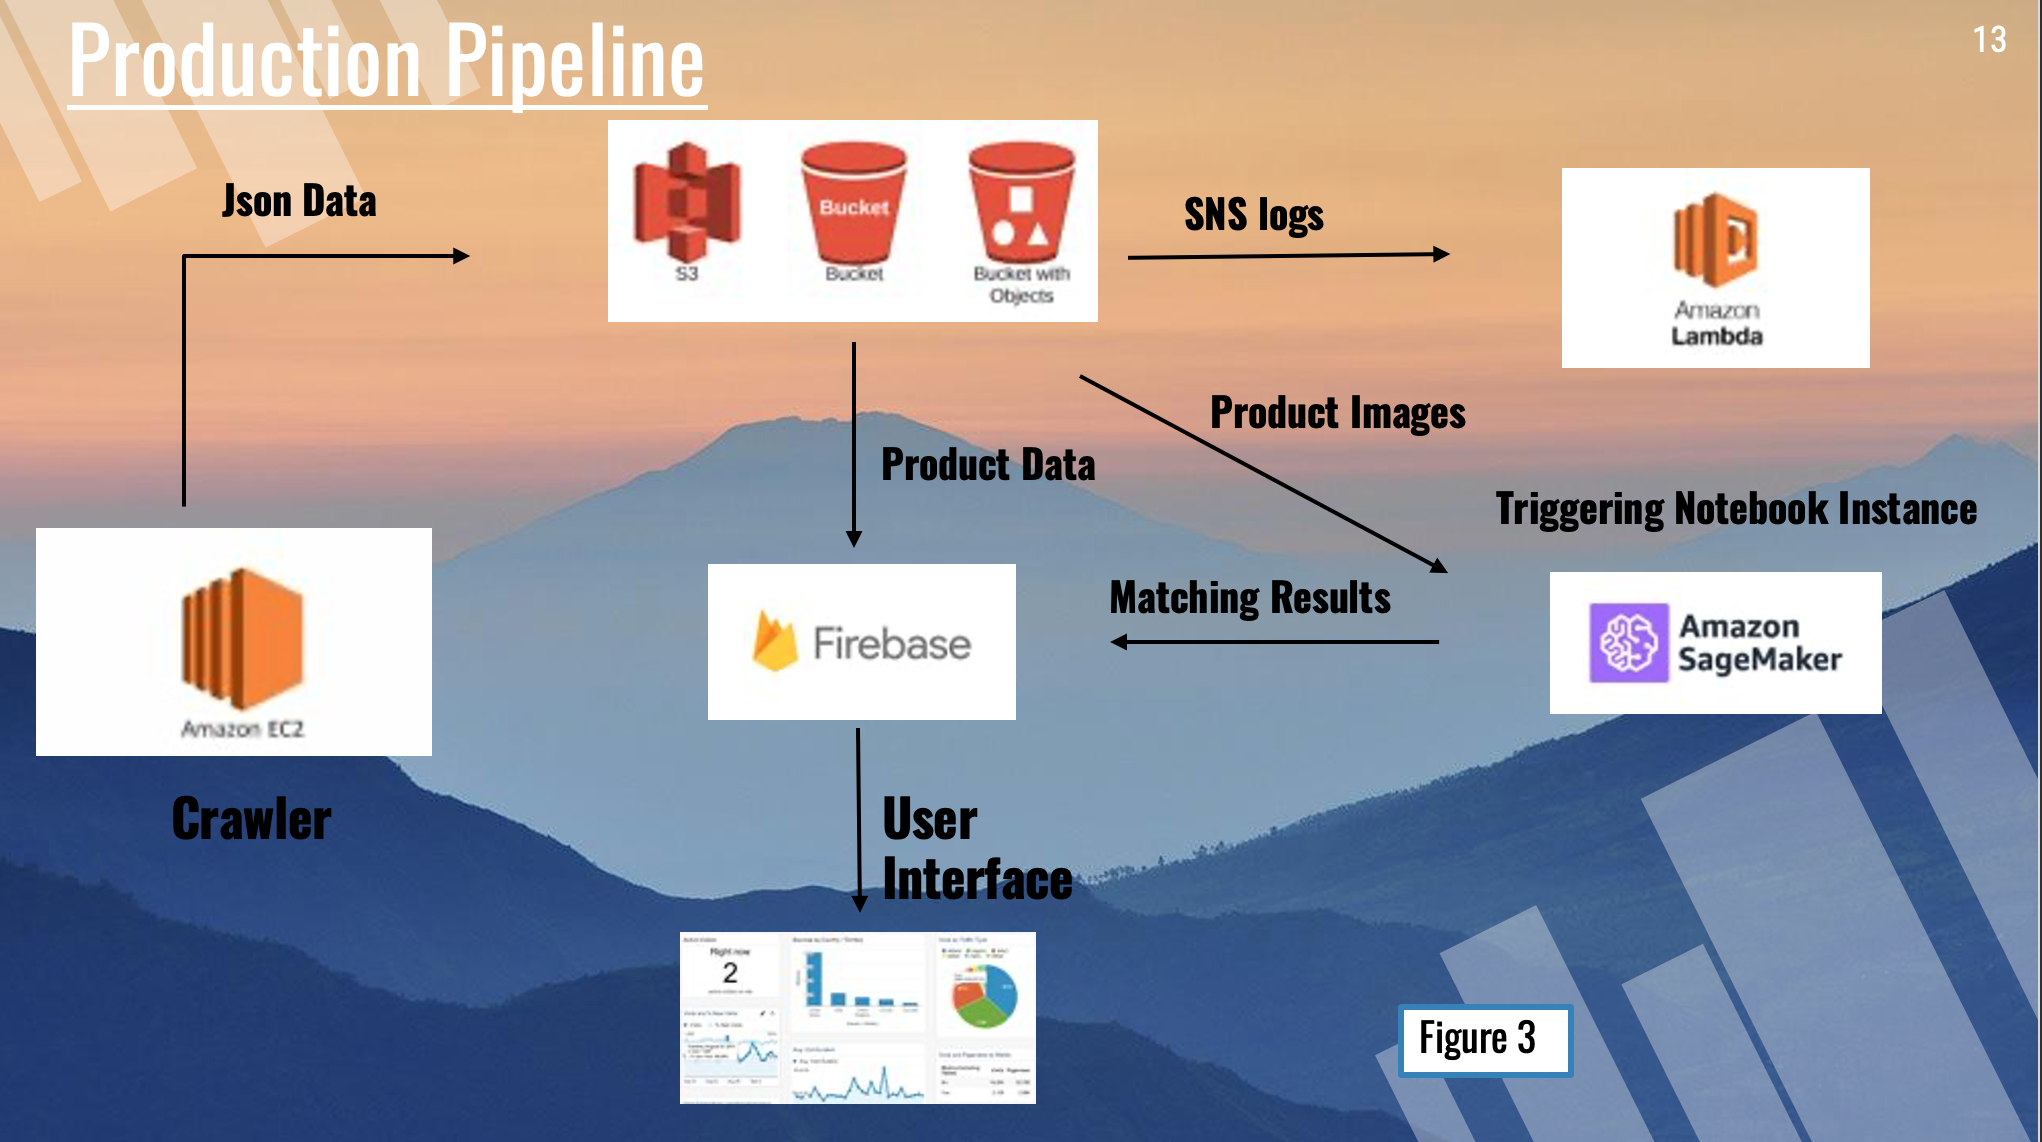 Production Pipeline
13
Json Data
SNS logs
Bucket
S3
Bucket
Bucket with
Objects
Amazon
Lambda
Product Images
Product Data
Triggering Notebook Instance
Matching Results
Firebase
Amazon
SageMaker
Amazon EC2
Crawler
User
Interface
Right now
2
Figure 3